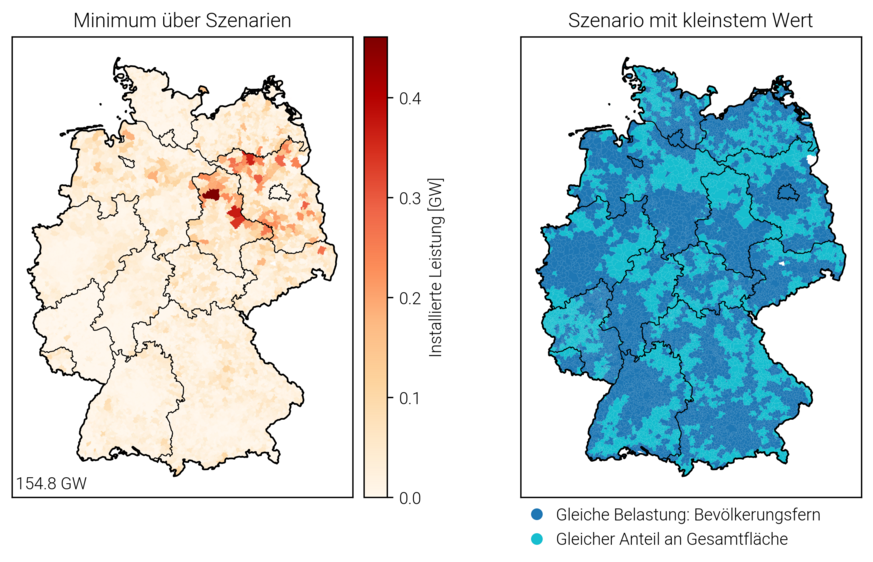 Minimum über Szenarien
Szenario mit kleinstem Wert
0.4
0.3
0.2
0.1
0.0
Installierte Leistung [GW]
154.8 GW
Gleiche Belastung: Bevölkerungsfern
Gleicher Anteil an Gesamtfläche